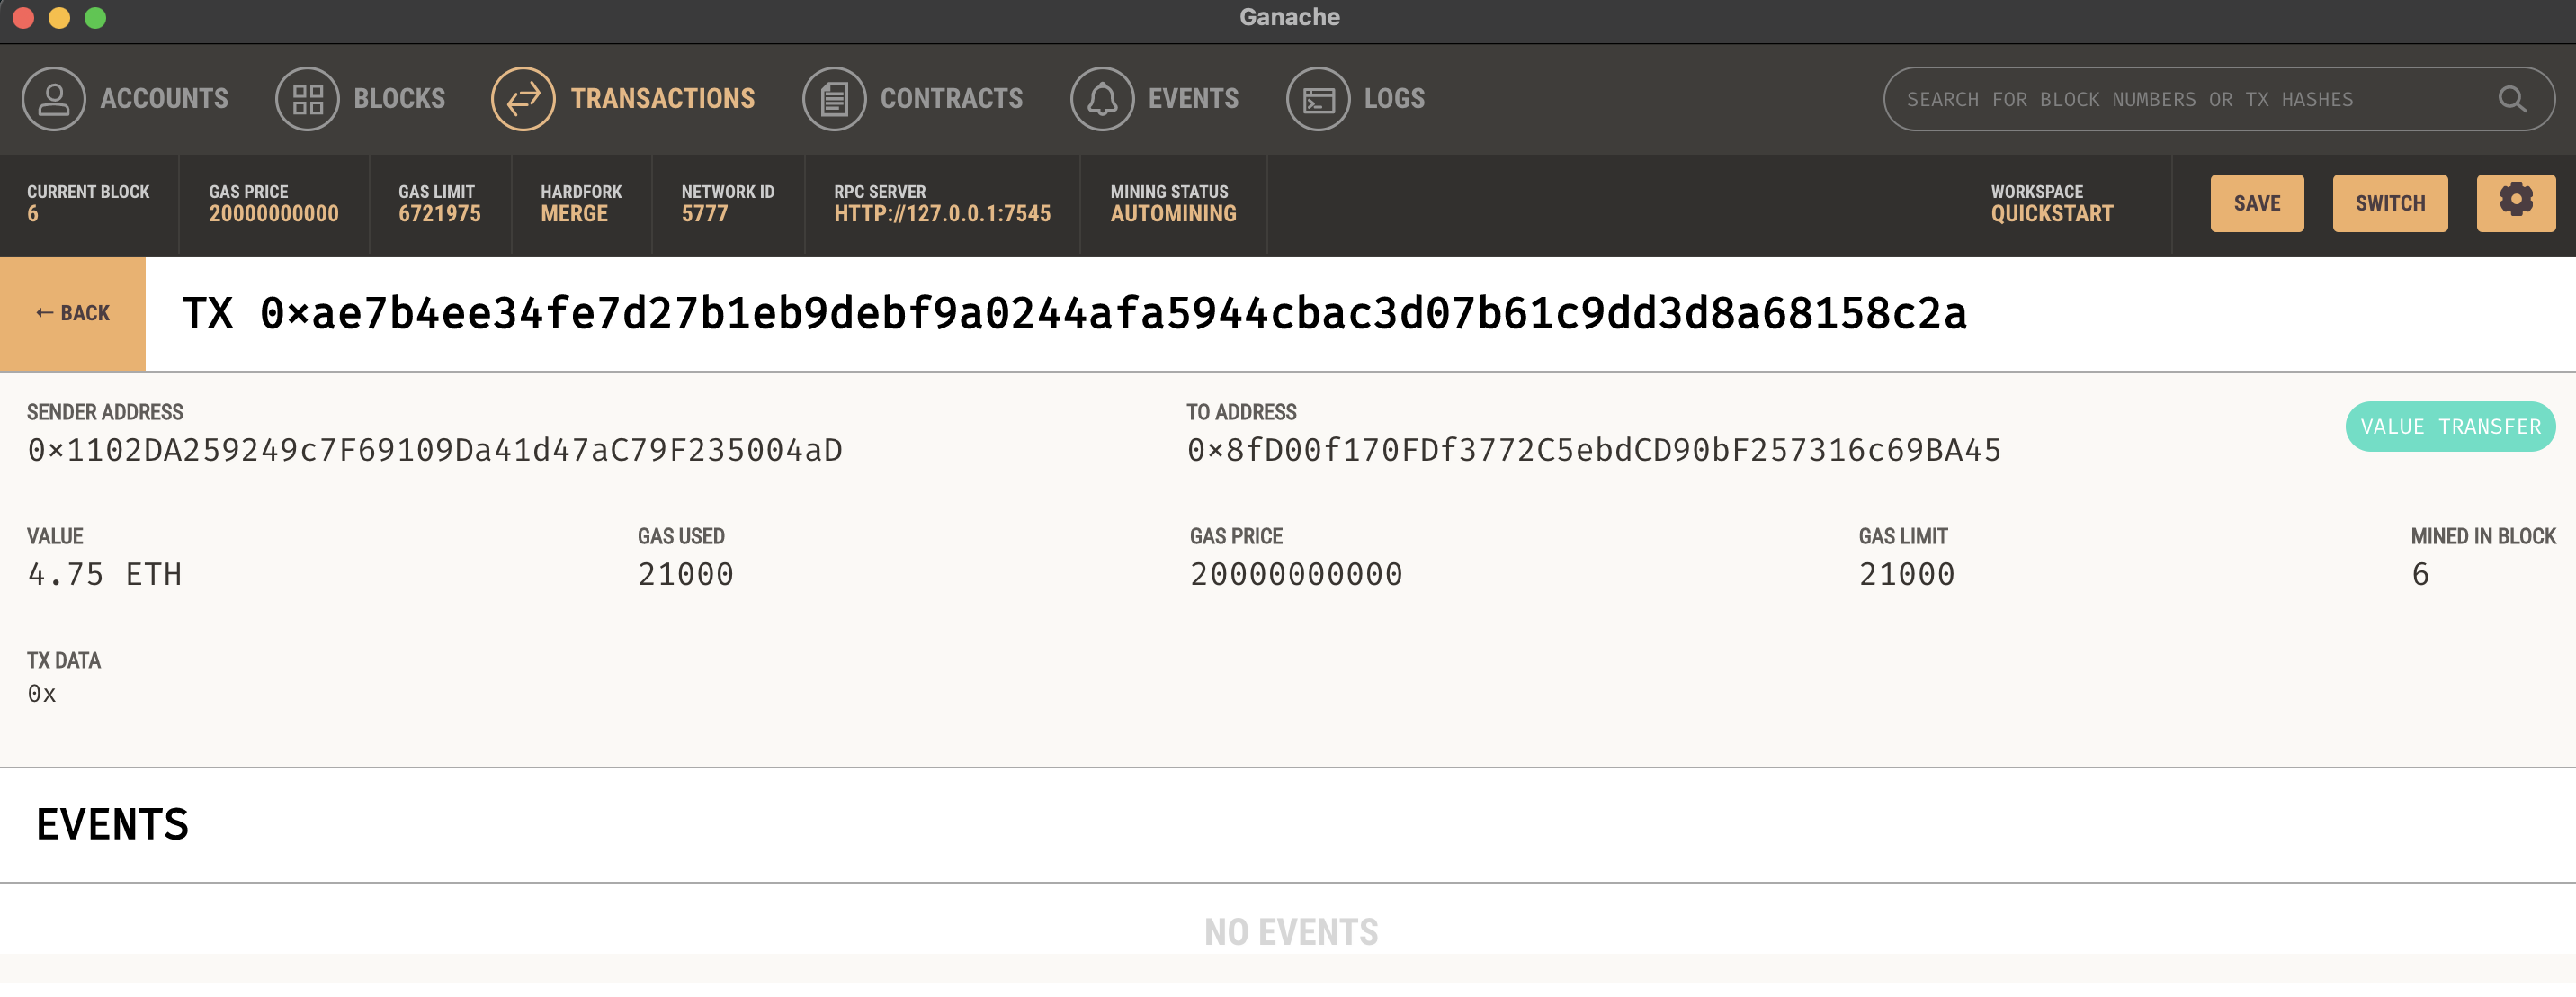 Ganache
ACCOUNTS BLOCKS TRANSACTIONS CONTRACTS EVENTS LOGS SEARCH FOR BLOCK NUMBERS OR TX HASHES
CURRENT BLOCK GAS PRICE GAS LIMIT HARDFORK NETWORK ID RPC SERVER MINING STATUS WORKSPACE
6 20000000000 6721975 MERGE 5777 HTTP://127.0.0.1:7545 AUTOMINING QUICKSTART SAVE SWITCH
← BACK TX 0×ae7b4ee34fe7d27b1eb9debf9a0244afa5944cbac3d07b61c9dd3d8a68158c2a
SENDER ADDRESS TO ADDRESS
0×1102DA259249c7F69109Da41d47aC79F235004aD 0×8fD00f170FDf3772C5ebdCD90bF257316c69BA45 VALUE TRANSFER
VALUE GAS USED GAS PRICE GAS LIMIT MINED IN BLOCK
4.75 ETH 21000 20000000000 21000 6
TX DATA
0x
EVENTS
NO EVENTS